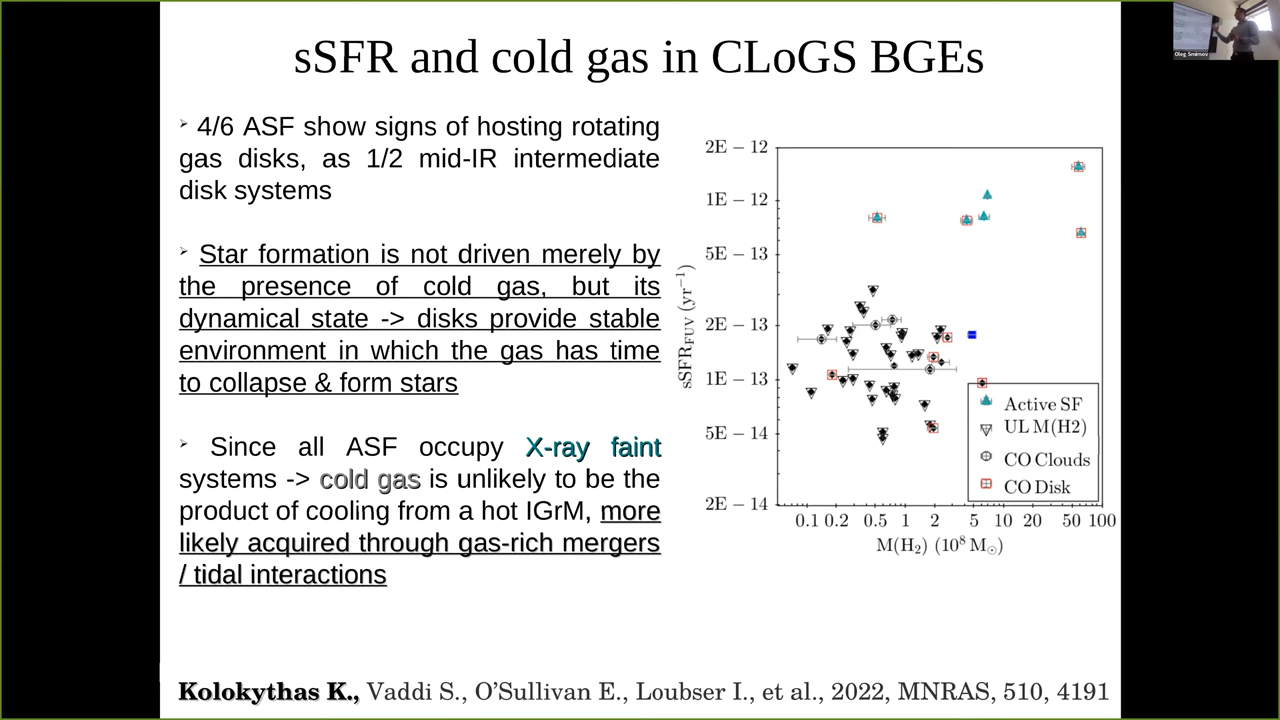 sSFR and cold gas in CLoGS BGEs
Oleg Smirnov
4/6 ASF show signs of hosting rotating
gas disks, as 1/2 mid-IR intermediate
disk systems
Star formation is not driven merely by
the presence of cold gas, but its
dynamical state -> disks provide stable
environment in which the gas has time
to collapse & form stars
Since all ASF occupy X-ray faint
systems -> cold gas is unlikely to be the
product of cooling from a hot IGrM, more
likely acquired through gas-rich mergers
/ tidal interactions
2E − 12
1E − 12
5E − 13
2E − 13
1E − 13
5E − 14
2E − 14
sSFR_FUV (yr⁻¹)
Active SF
UL M(H2)
CO Clouds
CO Disk
0.1 0.2 0.5 1 2 5 10 20 50 100
M(H₂) (10⁸ M☉)
Kolokythas K., Vaddi S., O’Sullivan E., Loubser I., et al., 2022, MNRAS, 510, 4191